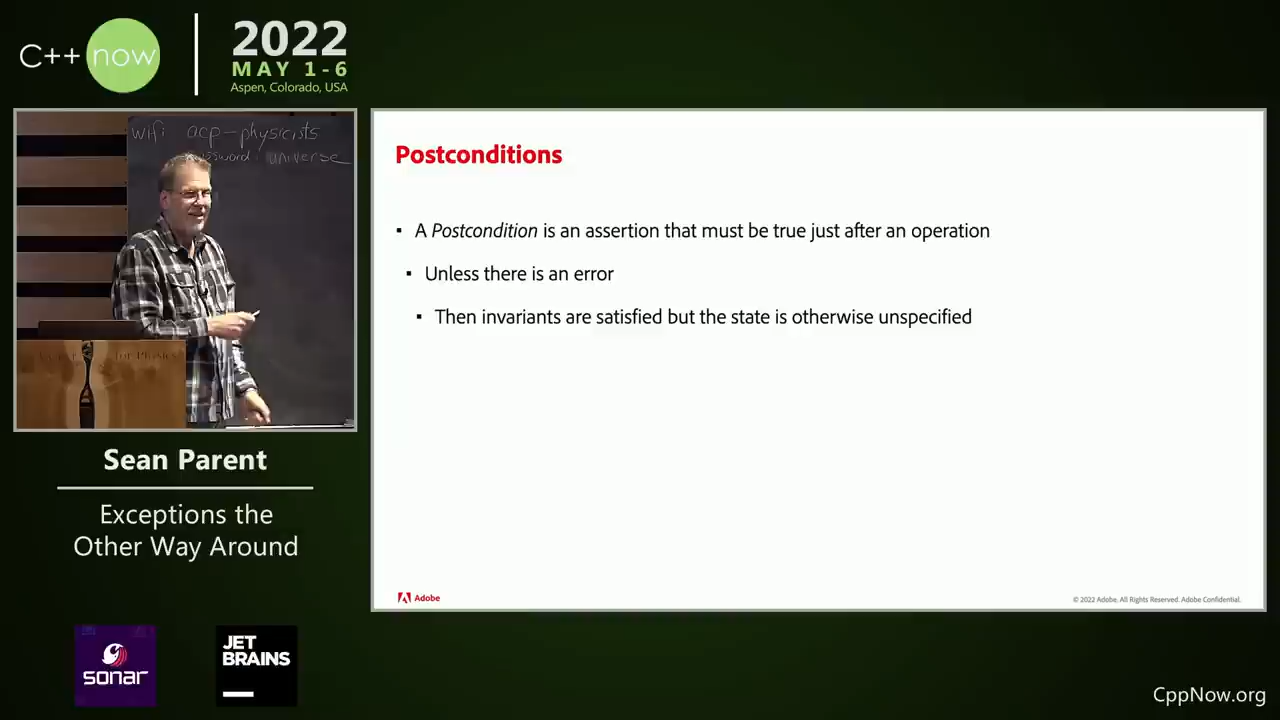 C++ now
2022
MAY 1-6
Aspen, Colorado, USA
wifi acp-physicists
password: universe
Sean Parent
Exceptions the
Other Way Around
sonar
JET
BRAINS
Postconditions
▪ A Postcondition is an assertion that must be true just after an operation
▪ Unless there is an error
▪ Then invariants are satisfied but the state is otherwise unspecified
Adobe
© 2022 Adobe. All Rights Reserved. Adobe Confidential.
CppNow.org